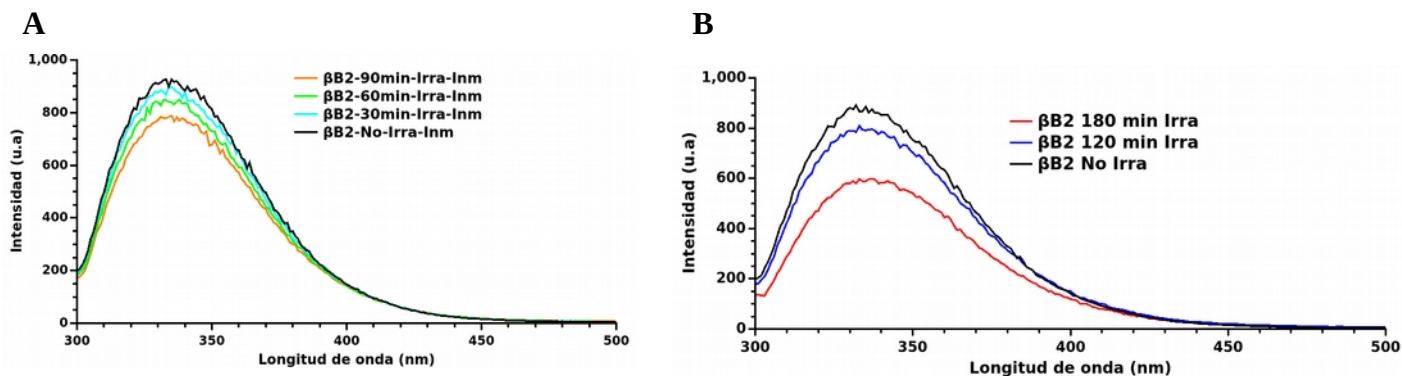 A
1,000
800
600
400
200
0
Intensidad (u.a)
βB2-90min-Irra-Inm
βB2-60min-Irra-Inm
βB2-30min-Irra-Inm
βB2-No-Irra-Inm
300 350 400 450 500
Longitud de onda (nm)
B
1,000
800
600
400
200
0
Intensidad (u.a)
βB2 180 min Irra
βB2 120 min Irra
βB2 No Irra
300 350 400 450 500
Longitud de onda (nm)